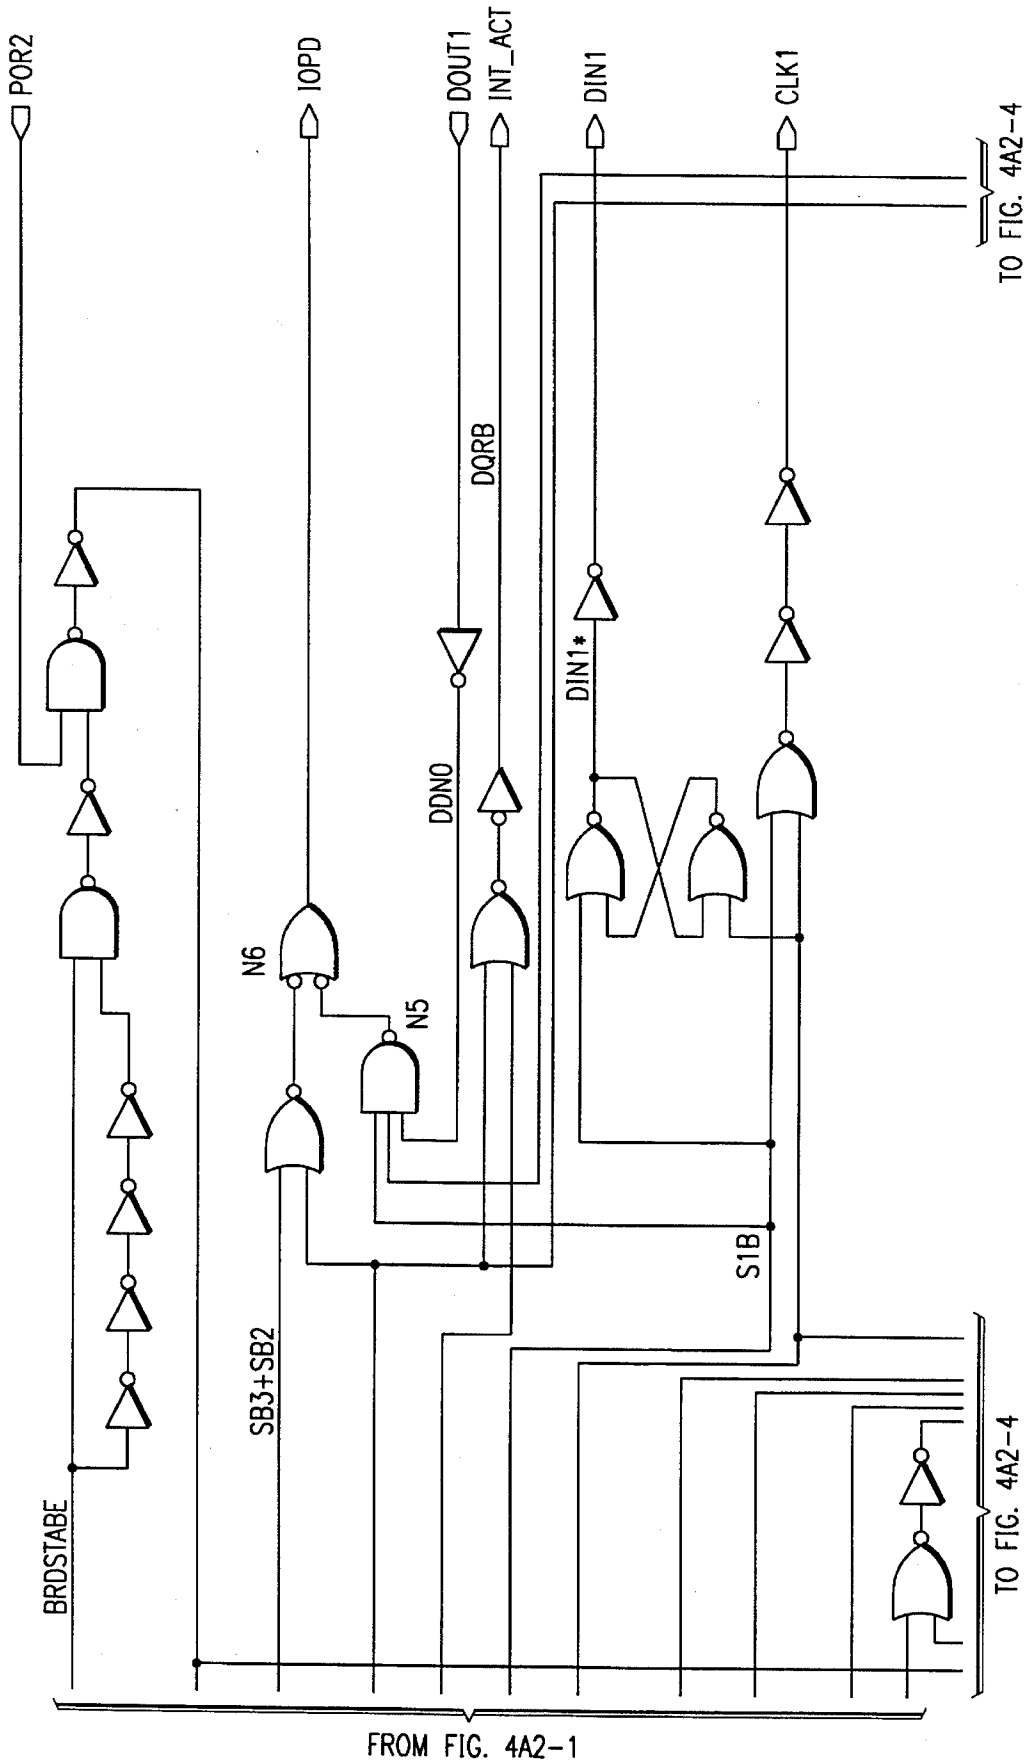 POR2
IOPD
DOUT1
INT_ACT
DIN1
CLK1
TO FIG. 4A2-4
DQRB
DIN1*
DDNO
N6
N5
S1B
SB3+SB2
BRDSTABE
TO FIG. 4A2-4
FROM FIG. 4A2-1